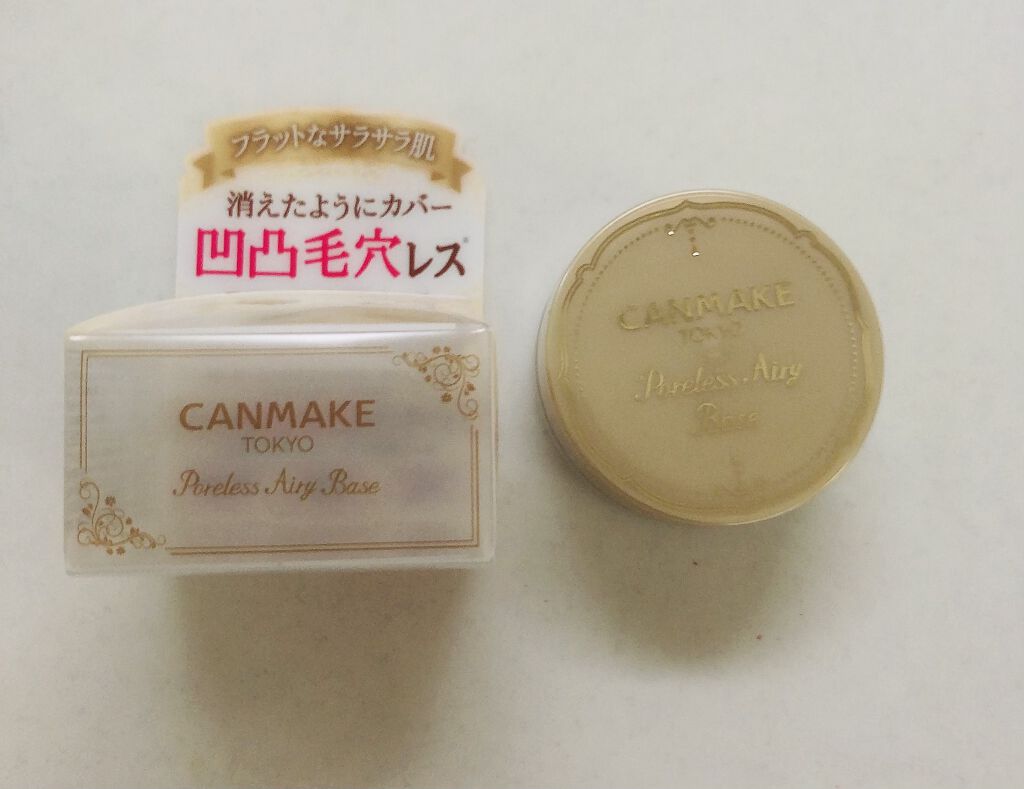 フラットなサラサラ肌
消えたようにカバー
凹凸毛穴レス
CANMAKE
TOKYO
Poreless Airy Base
CANMAKE
TOKYO
Poreless Airy
Base